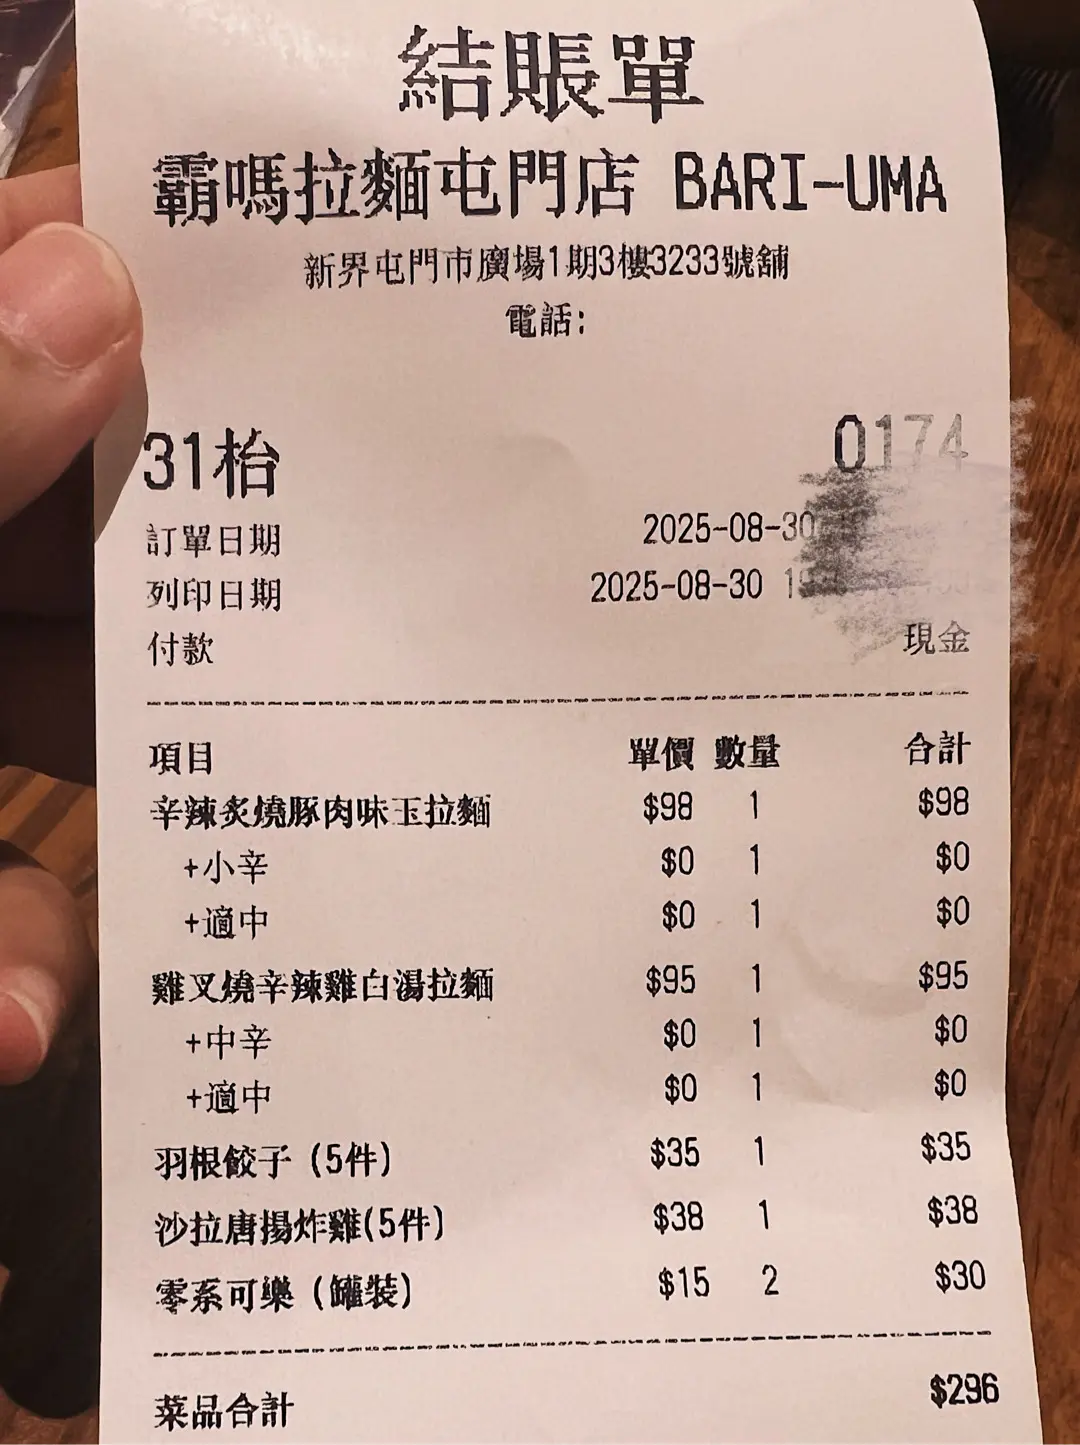 結賬單
霸嗎拉麵屯門店 BARI-UMA
新界屯門市廣場1期3樓3233號舖
電話:
31枱 0174
訂單日期 2025-08-30
列印日期 2025-08-30
付款 現金
項目 單價 數量 合計
辛辣炙燒豚肉味玉拉麵 $98 1 $98
+小辛 $0 1 $0
+適中 $0 1 $0
雞叉燒辛辣雞白湯拉麵 $95 1 $95
+中辛 $0 1 $0
+適中 $0 1 $0
羽根餃子 (5件) $35 1 $35
沙拉唐揚炸雞(5件) $38 1 $38
零系可樂 (罐裝) $15 2 $30
菜品合計 $296